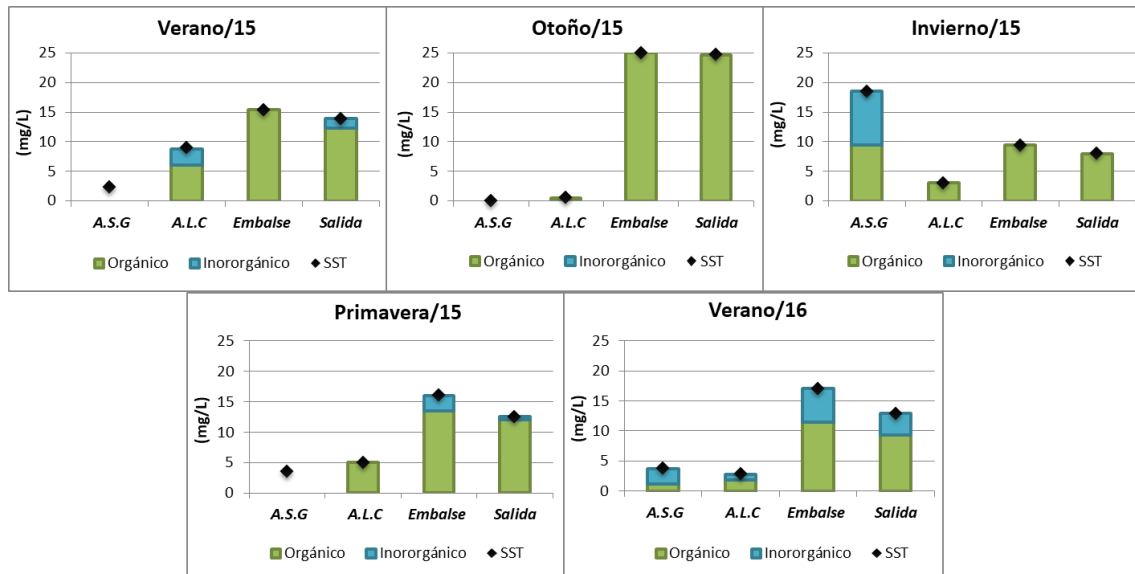 Verano/15
(mg/L)
25
20
15
10
5
0
A.S.G A.L.C Embalse Salida
Orgánico Inororgánico SST
Otoño/15
(mg/L)
25
20
15
10
5
0
A.S.G A.L.C Embalse Salida
Orgánico Inororgánico SST
Invierno/15
(mg/L)
25
20
15
10
5
0
A.S.G A.L.C Embalse Salida
Orgánico Inororgánico SST
Primavera/15
(mg/L)
25
20
15
10
5
0
A.S.G A.L.C Embalse Salida
Orgánico Inororgánico SST
Verano/16
(mg/L)
25
20
15
10
5
0
A.S.G A.L.C Embalse Salida
Orgánico Inororgánico SST